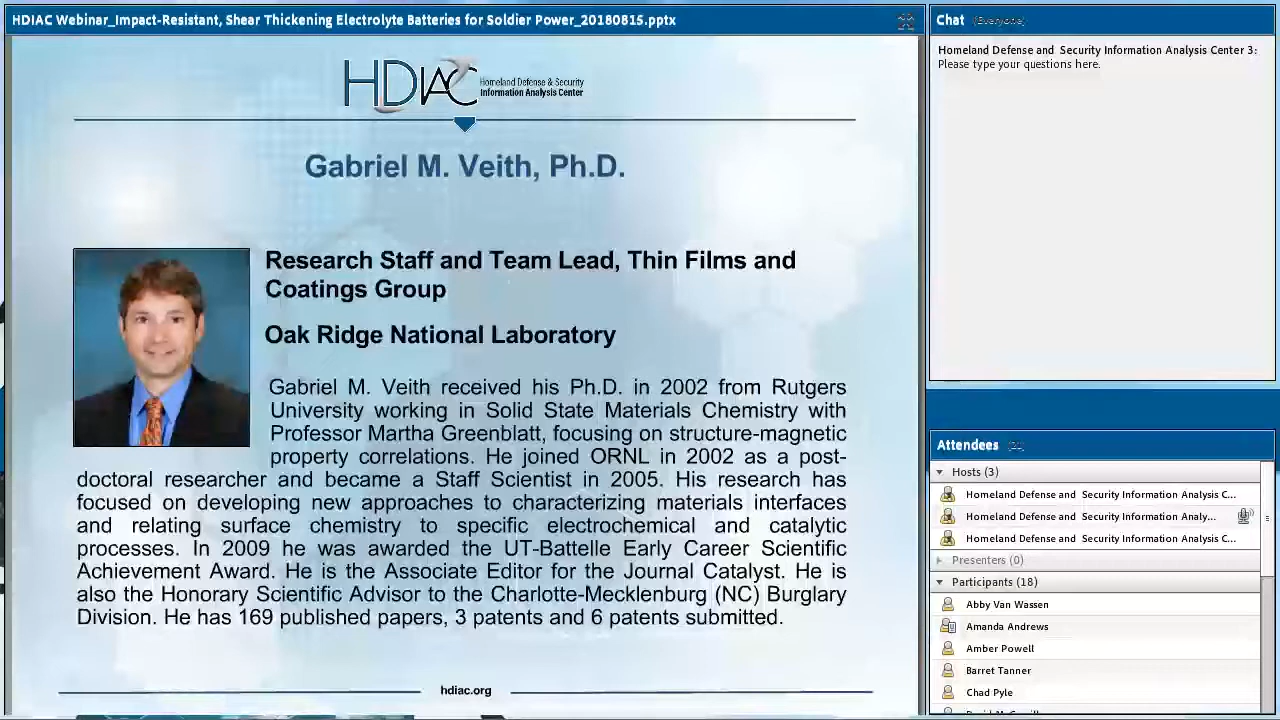 HDIAC Webinar_Impact-Resistant, Shear Thickening Electrolyte Batteries for Soldier Power_20180815.pptx
HDIAC
Homeland Defense & Security
Information Analysis Center
Gabriel M. Veith, Ph.D.
Research Staff and Team Lead, Thin Films and
Coatings Group
Oak Ridge National Laboratory
Gabriel M. Veith received his Ph.D. in 2002 from Rutgers
University working in Solid State Materials Chemistry with
Professor Martha Greenblatt, focusing on structure-magnetic
property correlations. He joined ORNL in 2002 as a post-
doctoral researcher and became a Staff Scientist in 2005. His research has
focused on developing new approaches to characterizing materials interfaces
and relating surface chemistry to specific electrochemical and catalytic
processes. In 2009 he was awarded the UT-Battelle Early Career Scientific
Achievement Award. He is the Associate Editor for the Journal Catalyst. He is
also the Honorary Scientific Advisor to the Charlotte-Mecklenburg (NC) Burglary
Division. He has 169 published papers, 3 patents and 6 patents submitted.
hdiac.org
Chat (Everyone)
Homeland Defense and Security Information Analysis Center 3:
Please type your questions here.
Attendees
Hosts (3)
Homeland Defense and Security Information Analysis C...
Homeland Defense and Security Information Analy...
Homeland Defense and Security Information Analysis C...
Presenters (0)
Participants (18)
Abby Van Wassen
Amanda Andrews
Amber Powell
Barret Tanner
Chad Pyle